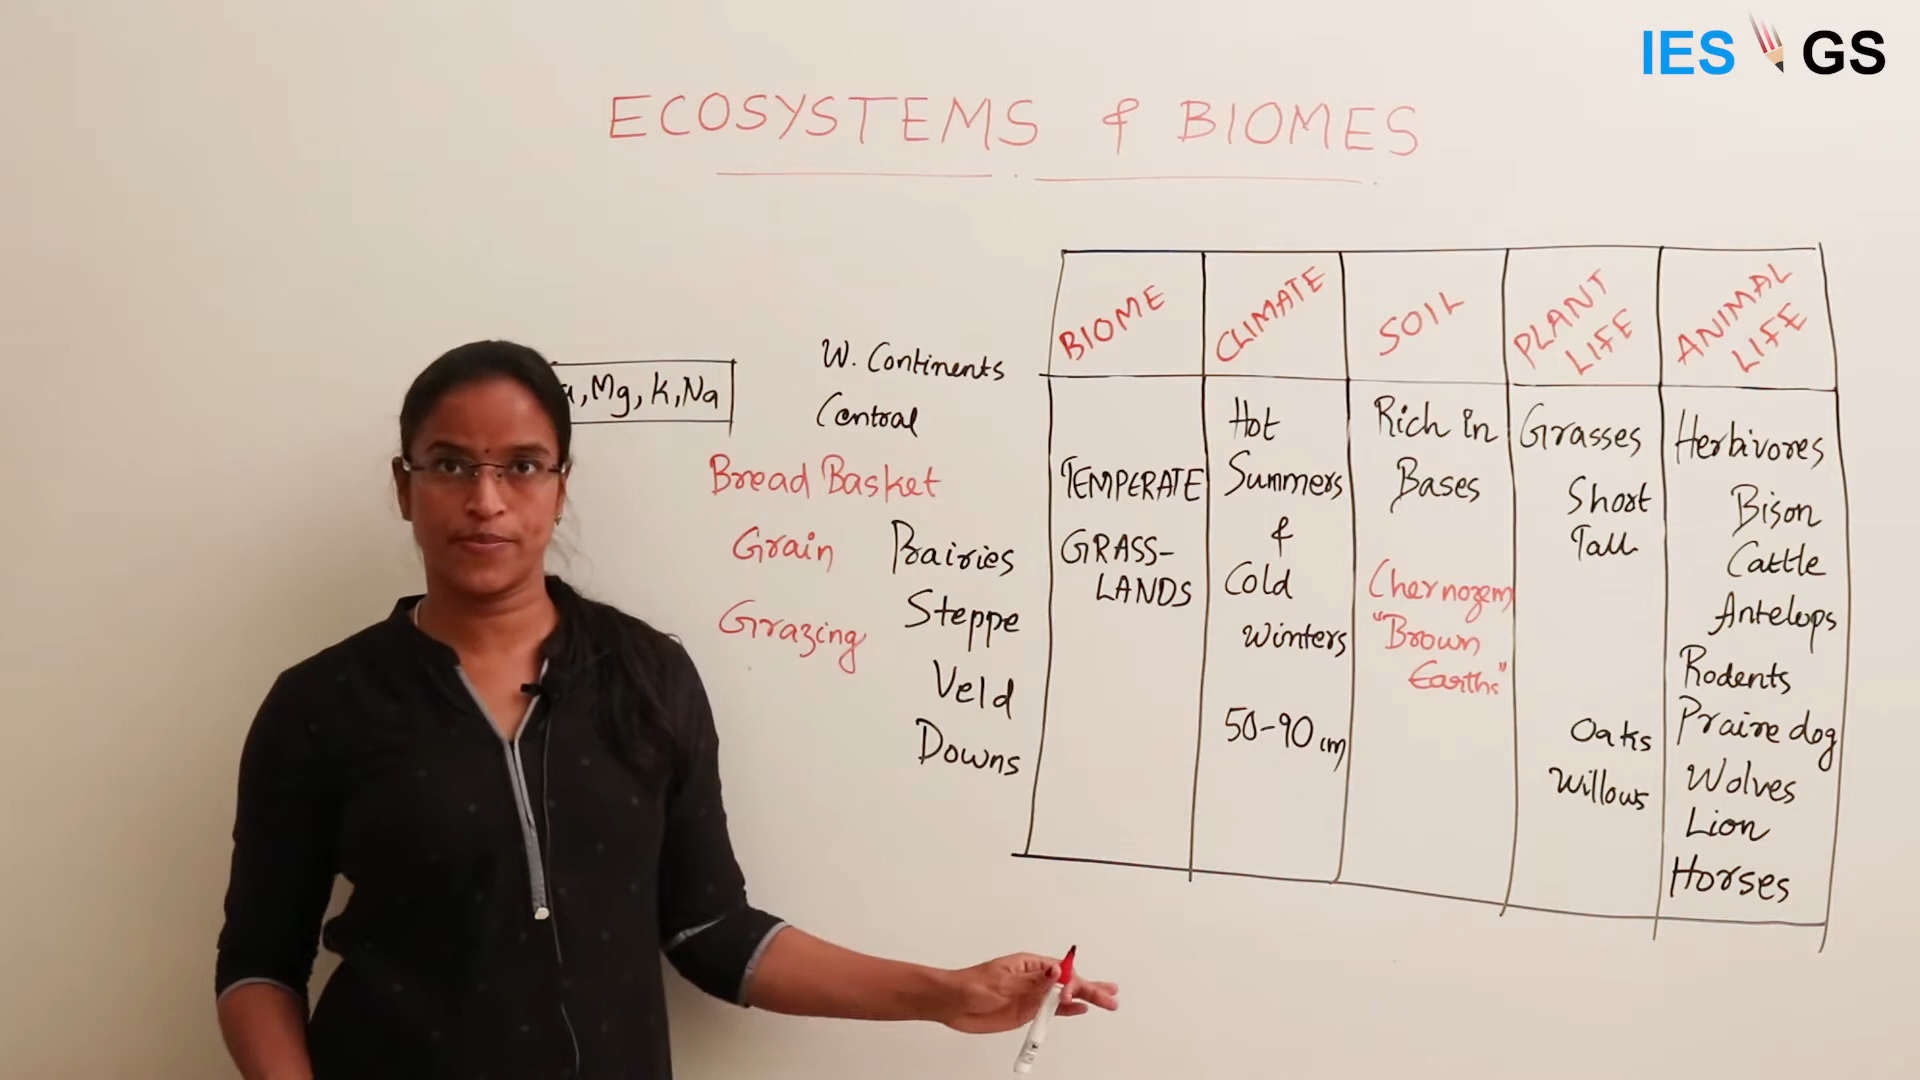 IES GS
ECOSYSTEMS & BIOMES
BIOME
CLIMATE
SOIL
PLANT
LIFE
ANIMAL
LIFE
, Mg, K, Na
W. Continents
Central
Bread Basket
Grain
Grazing
Prairies
Steppe
Veld
Downs
TEMPERATE
GRASS-
LANDS
Hot
Summers
&
Cold
Winters
50-90 cm
Rich in
Bases
Chernozem
"Brown
Earths"
Grasses
Short
Tall
Oaks
Willows
Herbivores
Bison
Cattle
Antelops
Rodents
Praire dog
Wolves
Lion
Horses